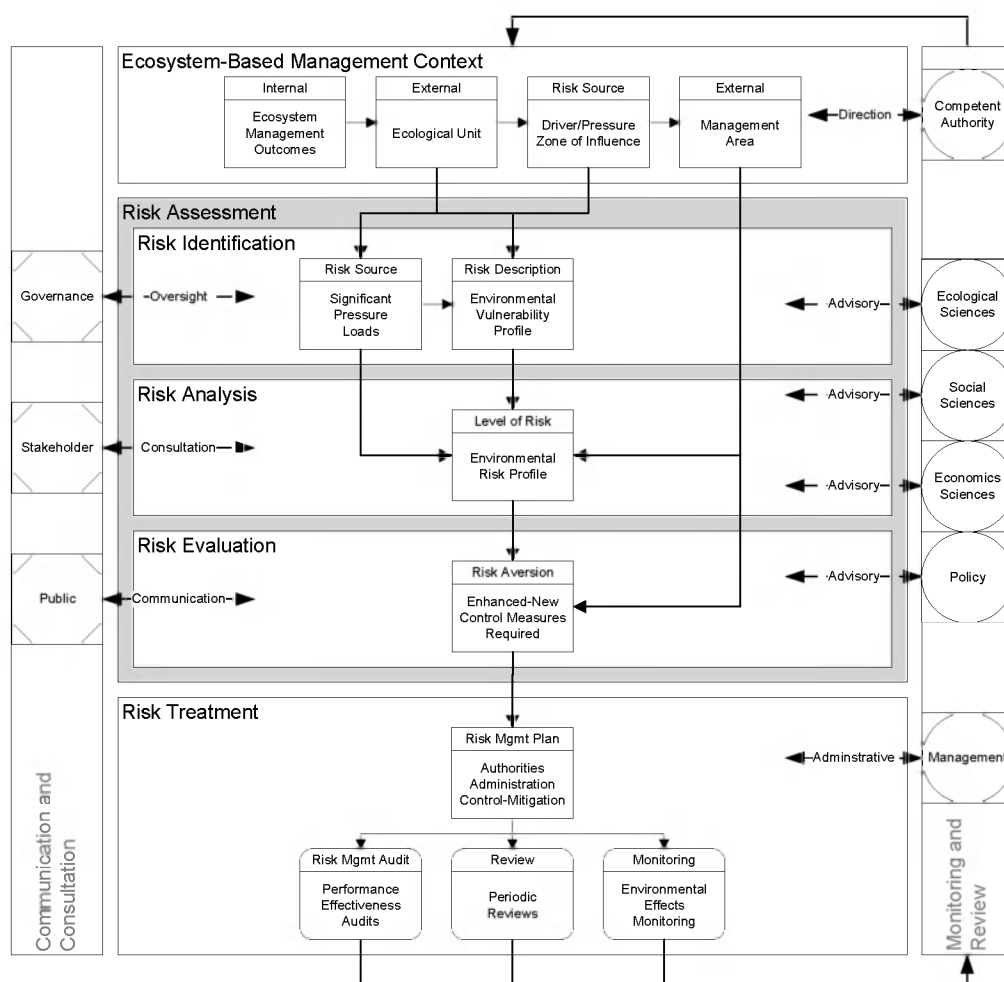 Ecosystem-Based Management Context
Internal
Ecosystem
Management
Outcomes
External
Ecological Unit
Risk Source
Driver/Pressure
Zone of Influence
External
Management
Area
Direction
Competent
Authority
Risk Assessment
Risk Identification
Risk Source
Significant
Pressure
Loads
Risk Description
Environmental
Vulnerability
Profile
Governance
Oversight
Advisory
Ecological
Sciences
Risk Analysis
Level of Risk
Environmental
Risk Profile
Stakeholder
Consultation
Advisory
Social
Sciences
Advisory
Economics
Sciences
Risk Evaluation
Risk Aversion
Enhanced-New
Control Measures
Required
Public
Communication
Advisory
Policy
Risk Treatment
Risk Mgmt Plan
Authorities
Administration
Control-Mitigation
Adminstrative
Management
Risk Mgmt Audit
Performance
Effectiveness
Audits
Review
Periodic
Reviews
Monitoring
Environmental
Effects
Monitoring
Communication and
Consultation
Monitoring and
Review